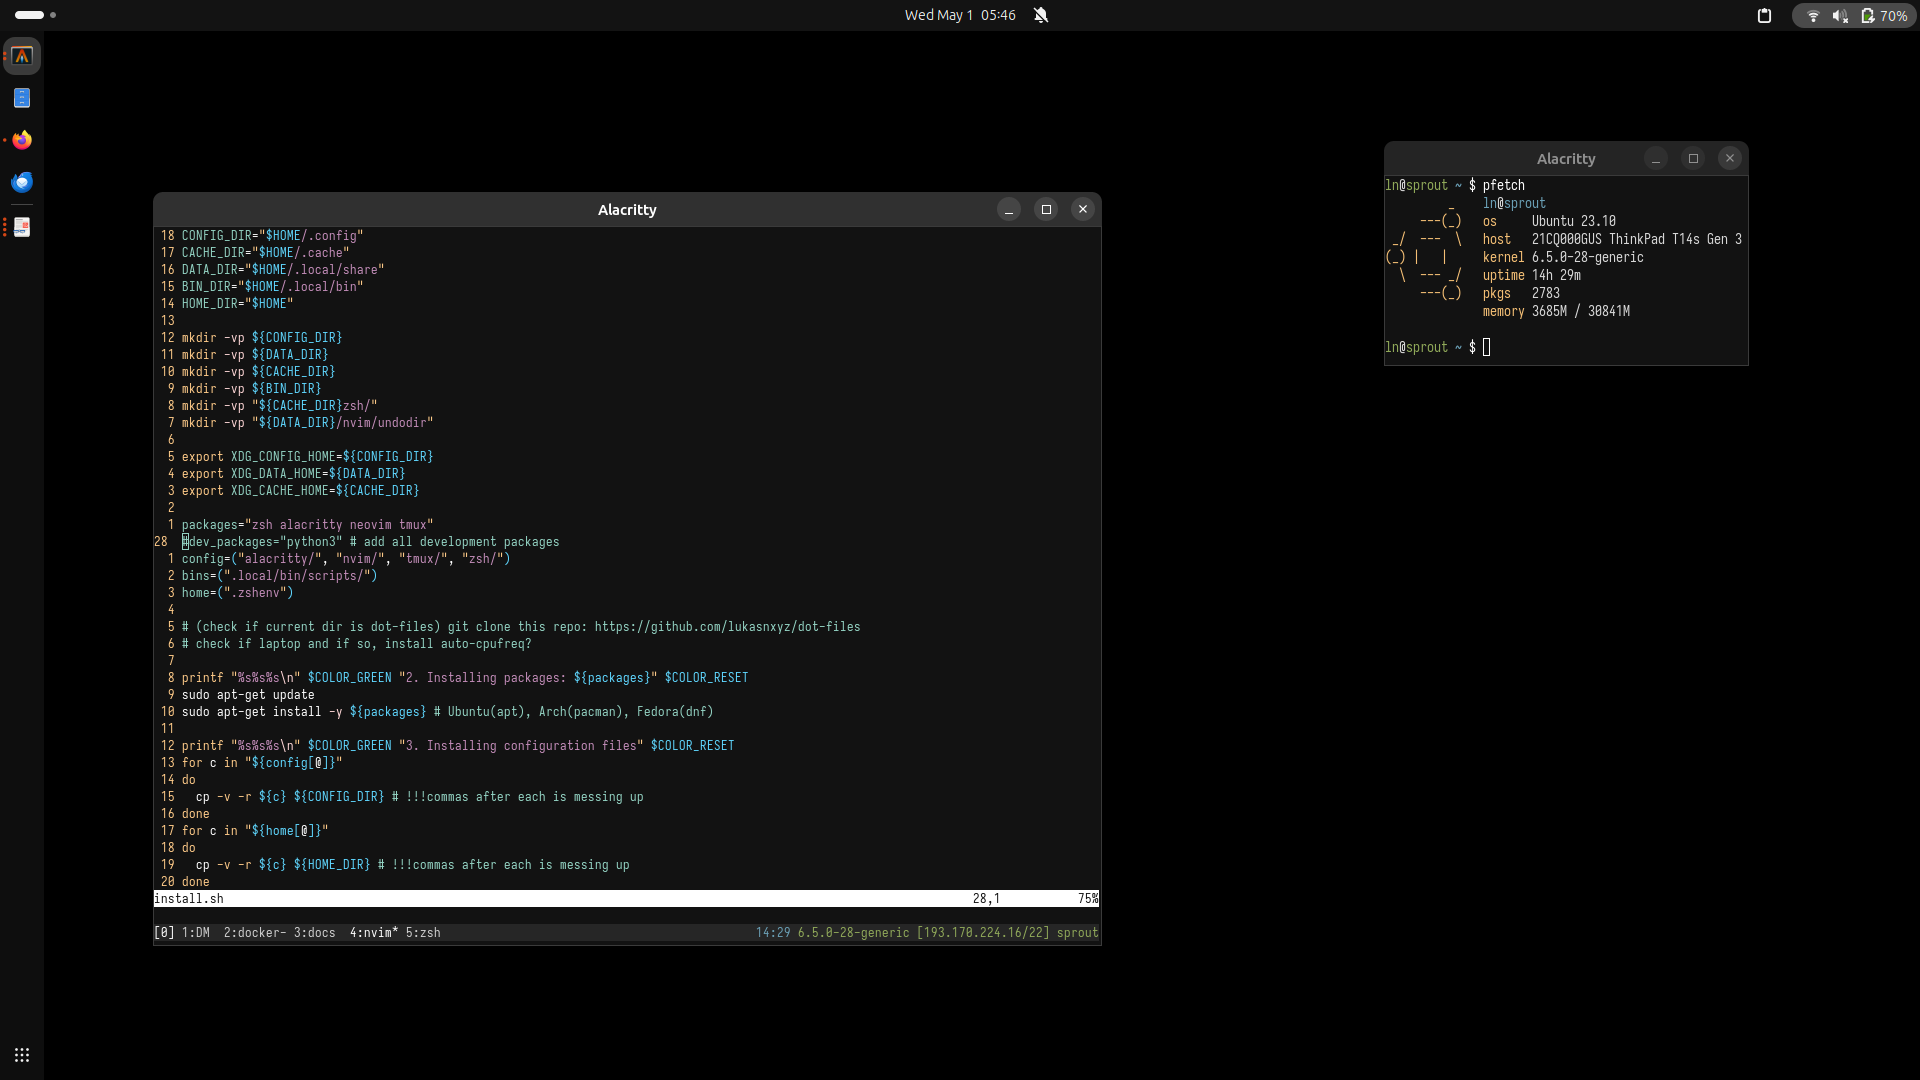 Wed May 1 05:46
70%
Alacritty
18 CONFIG_DIR="$HOME/.config"
17 CACHE_DIR="$HOME/.cache"
16 DATA_DIR="$HOME/.local/share"
15 BIN_DIR="$HOME/.local/bin"
14 HOME_DIR="$HOME"
13
12 mkdir -vp ${CONFIG_DIR}
11 mkdir -vp ${DATA_DIR}
10 mkdir -vp ${CACHE_DIR}
9 mkdir -vp ${BIN_DIR}
8 mkdir -vp "${CACHE_DIR}zsh/"
7 mkdir -vp "${DATA_DIR}/nvim/undodir"
6
5 export XDG_CONFIG_HOME=${CONFIG_DIR}
4 export XDG_DATA_HOME=${DATA_DIR}
3 export XDG_CACHE_HOME=${CACHE_DIR}
2
1 packages="zsh alacritty neovim tmux"
28 #dev_packages="python3" # add all development packages
1 config=("alacritty/", "nvim/", "tmux/", "zsh/")
2 bins=(".local/bin/scripts/")
3 home=(".zshenv")
4
5 # (check if current dir is dot-files) git clone this repo: https://github.com/lukasnxyz/dot-files
6 # check if laptop and if so, install auto-cpufreq?
7
8 printf "%s%s%s\n" $COLOR_GREEN "2. Installing packages: ${packages}" $COLOR_RESET
9 sudo apt-get update
10 sudo apt-get install -y ${packages} # Ubuntu(apt), Arch(pacman), Fedora(dnf)
11
12 printf "%s%s%s\n" $COLOR_GREEN "3. Installing configuration files" $COLOR_RESET
13 for c in "${config[@]}"
14 do
15 cp -v -r ${c} ${CONFIG_DIR} # !!!commas after each is messing up
16 done
17 for c in "${home[@]}"
18 do
19 cp -v -r ${c} ${HOME_DIR} # !!!commas after each is messing up
20 done
install.sh 28,1 75%
[0] 1:DM 2:docker- 3:docs 4:nvim* 5:zsh 14:29 6.5.0-28-generic [193.170.224.16/22] sprout
Alacritty
ln@sprout ~ $ pfetch
_ ln@sprout
---(_) os Ubuntu 23.10
_/ --- \ host 21CQ000GUS ThinkPad T14s Gen 3
(_) | | kernel 6.5.0-28-generic
\ --- _/ uptime 14h 29m
---(_) pkgs 2783
memory 3685M / 30841M
ln@sprout ~ $